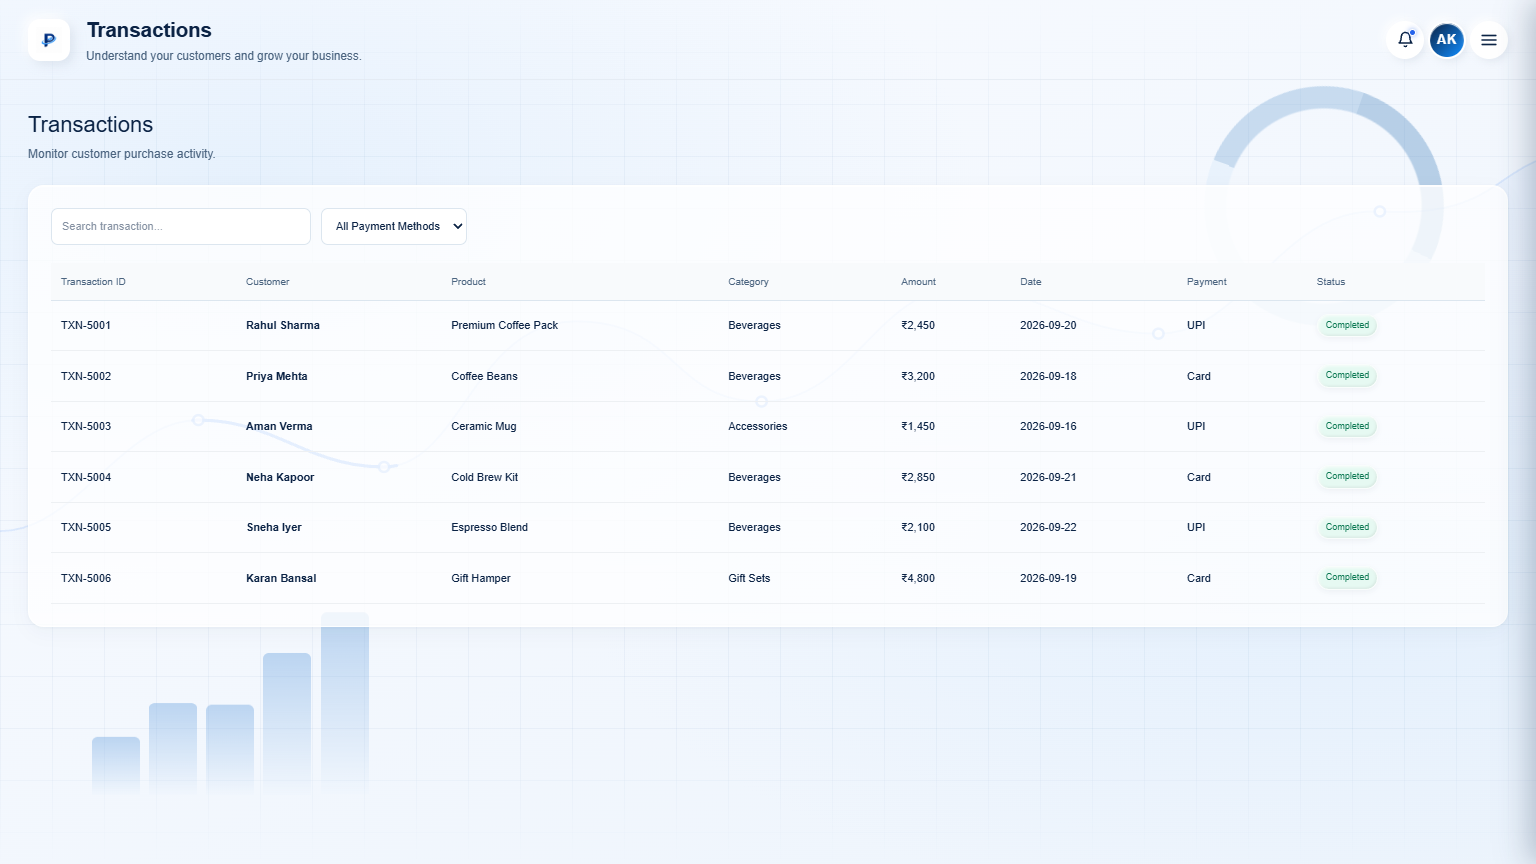 P
Transactions
Understand your customers and grow your business.
AK
Transactions
Monitor customer purchase activity.
Search transaction...
All Payment Methods
Transaction ID Customer Product Category Amount Date Payment Status
TXN-5001 Rahul Sharma Premium Coffee Pack Beverages ₹2,450 2026-09-20 UPI Completed
TXN-5002 Priya Mehta Coffee Beans Beverages ₹3,200 2026-09-18 Card Completed
TXN-5003 Aman Verma Ceramic Mug Accessories ₹1,450 2026-09-16 UPI Completed
TXN-5004 Neha Kapoor Cold Brew Kit Beverages ₹2,850 2026-09-21 Card Completed
TXN-5005 Sneha Iyer Espresso Blend Beverages ₹2,100 2026-09-22 UPI Completed
TXN-5006 Karan Bansal Gift Hamper Gift Sets ₹4,800 2026-09-19 Card Completed